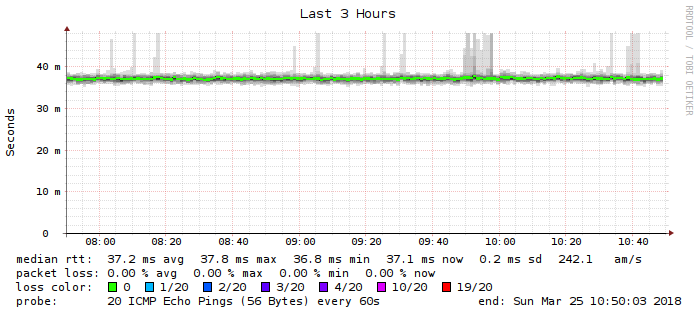 Last 3 Hours
RRDTOOL / TOBI OETIKER
Seconds
40 m
30 m
20 m
10 m
0
08:00 08:20 08:40 09:00 09:20 09:40 10:00 10:20 10:40
median rtt: 37.2 ms avg 37.8 ms max 36.8 ms min 37.1 ms now 0.2 ms sd 242.1 am/s
packet loss: 0.00 % avg 0.00 % max 0.00 % min 0.00 % now
loss color: 0 1/20 2/20 3/20 4/20 10/20 19/20
probe: 20 ICMP Echo Pings (56 Bytes) every 60s end: Sun Mar 25 10:50:03 2018